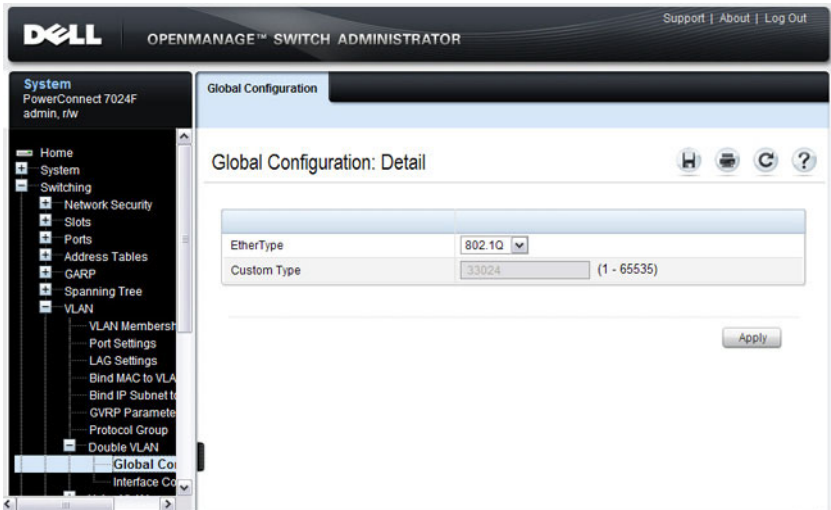 DELL
OPENMANAGE™ SWITCH ADMINISTRATOR
Support | About | Log Out
System
PowerConnect 7024F
admin, r/w
Home
System
Switching
Network Security
Slots
Ports
Address Tables
GARP
Spanning Tree
VLAN
VLAN Membersh
Port Settings
LAG Settings
Bind MAC to VLA
Bind IP Subnet to
GVRP Paramete
Protocol Group
Double VLAN
Global Co
Interface Co
Global Configuration
Global Configuration: Detail
EtherType 802.1Q
Custom Type 33024 (1 - 65535)
Apply